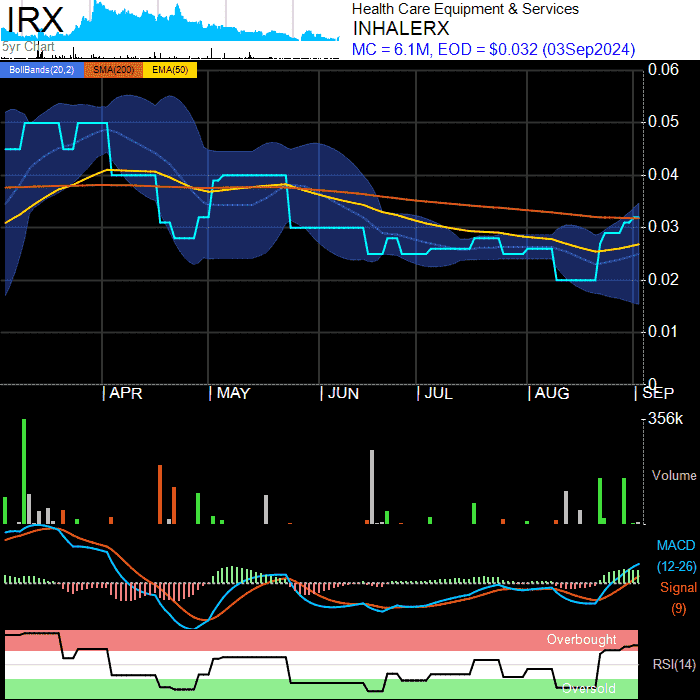 IRX
5yr Chart
Health Care Equipment & Services
INHALERX
MC = 6.1M, EOD = $0.032 (03Sep2024)
BollBands(20,2) SMA(200) EMA(50)
0.06
0.05
0.04
0.03
0.02
0.01
0
APR MAY JUN JUL AUG SEP
356k
Volume
MACD
(12-26)
Signal
(9)
Overbought
RSI(14)
Oversold